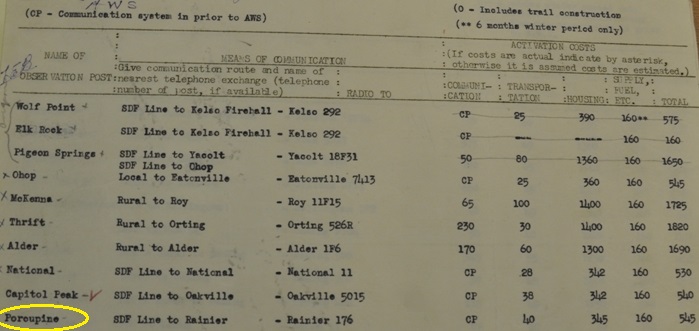 AWS
(CP - Communication system in prior to AWS) (O - Includes trail construction
(** 6 months winter period only)
ACTIVATION COSTS
NAME OF : MEANS OF COMMUNICATION :(If costs are actual indicate by asterisk,
:Give communication route and name of : : otherwise it is assumed costs are estimated.)
OBSERVATION POST:nearest telephone exchange (telephone : :COMMUNI- :TRANSPOR- : :SUPPLY, :
:number of post, if available) : RADIO TO :CATION :TATION :HOUSING: FUEL, ETC. : TOTAL
Wolf Point SDF Line to Kelso Firehall - Kelso 292 CP 25 390 160** 575
Elk Rock SDF Line to Kelso Firehall - Kelso 292 CP ---- ---- 160 160
Pigeon Springs SDF Line to Yacolt - Yacolt 18F31 50 80 1360 160 1650
SDF Line to Ohop
Ohop Local to Eatonville - Eatonville 7413 CP 25 360 160 545
McKenna Rural to Roy - Roy 11F15 65 100 1400 160 1725
Thrift Rural to Orting - Orting 526R 230 30 1400 160 1820
Alder Rural to Alder - Alder 1F6 170 60 1300 160 1690
National SDF Line to National - National 11 CP 28 342 160 530
Capitol Peak SDF Line to Oakville - Oakville 5015 CP 38 342 160 540
Porcupine SDF Line to Rainier - Rainier 176 CP 40 345 160 545